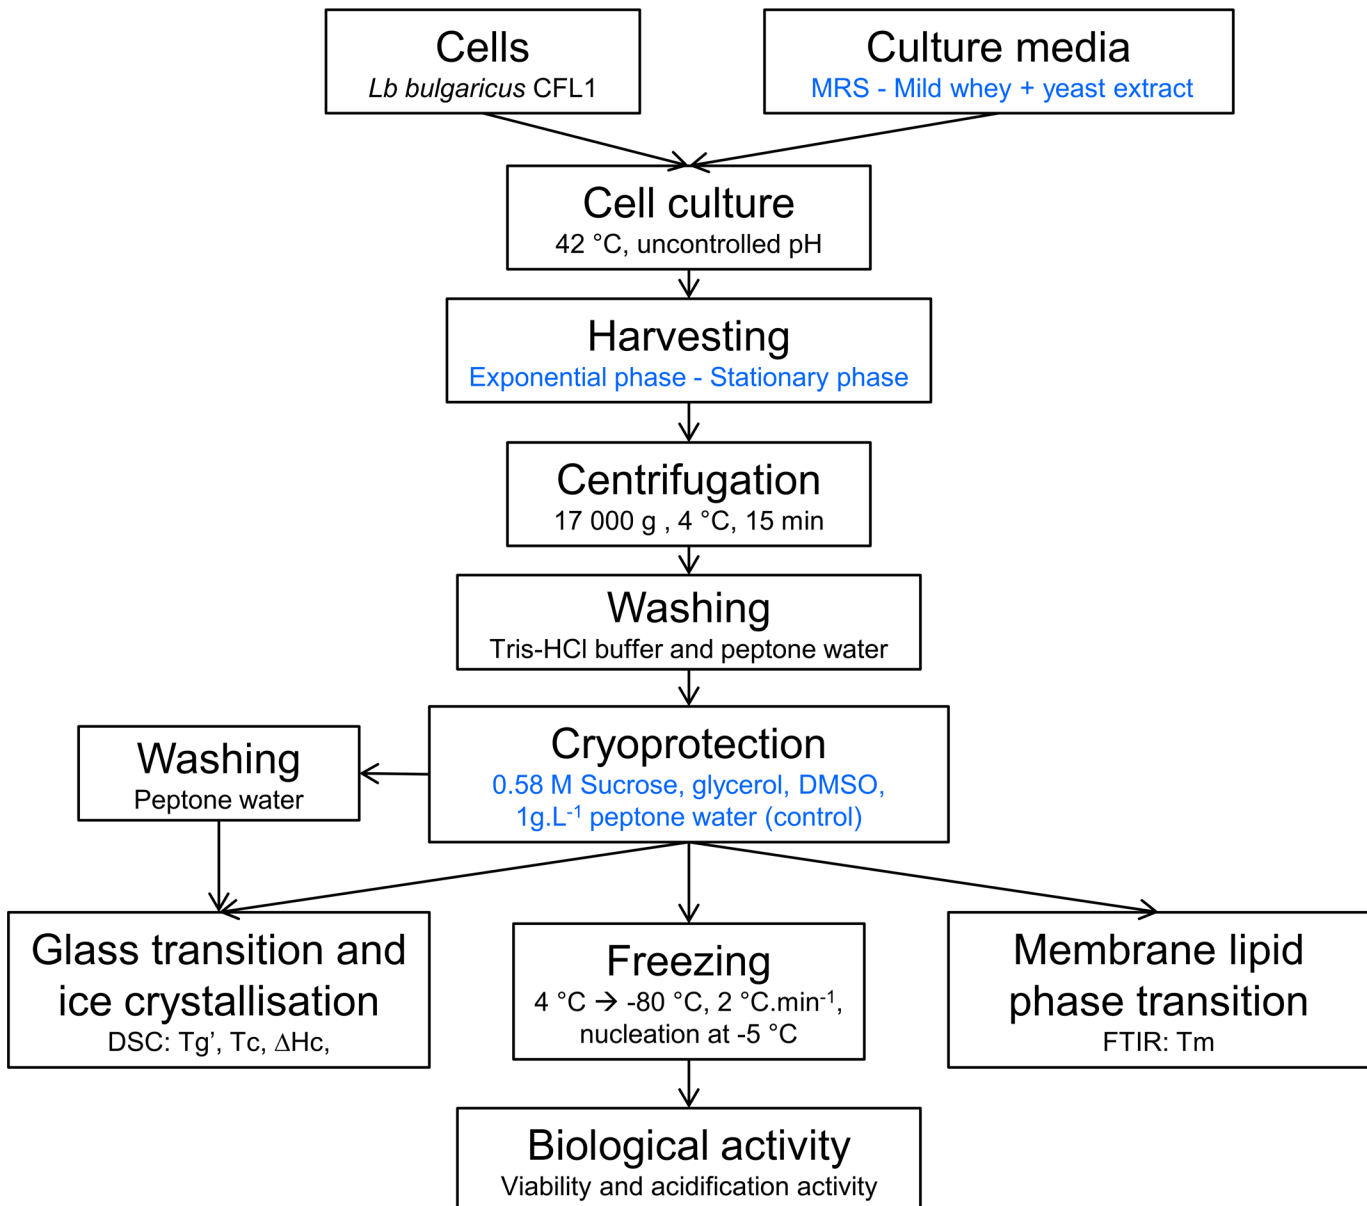 Cells
Lb bulgaricus CFL1
Culture media
MRS - Mild whey + yeast extract
Cell culture
42 °C, uncontrolled pH
Harvesting
Exponential phase - Stationary phase
Centrifugation
17 000 g , 4 °C, 15 min
Washing
Tris-HCl buffer and peptone water
Cryoprotection
0.58 M Sucrose, glycerol, DMSO,
1g.L⁻¹ peptone water (control)
Washing
Peptone water
Glass transition and
ice crystallisation
DSC: Tg’, Tc, ΔHc,
Freezing
4 °C → -80 °C, 2 °C.min⁻¹,
nucleation at -5 °C
Membrane lipid
phase transition
FTIR: Tm
Biological activity
Viability and acidification activity